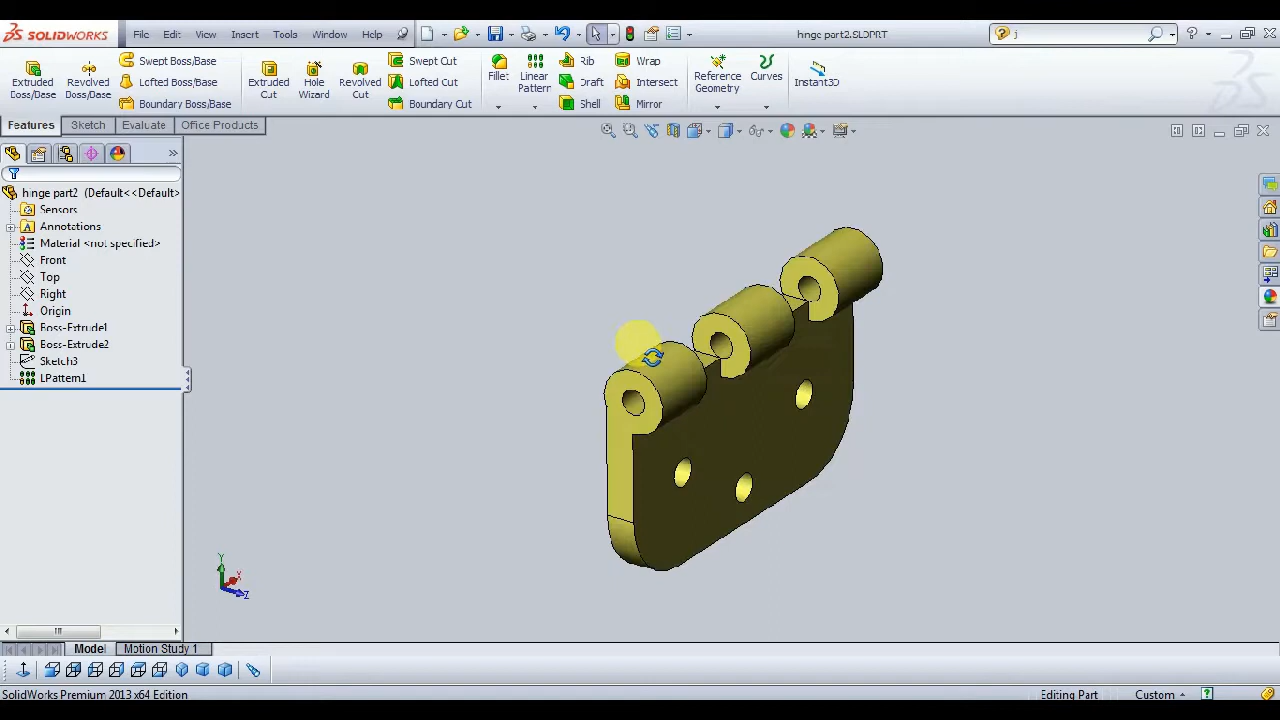 SOLIDWORKS File Edit View Insert Tools Window Help hinge part2.SLDPRT j
Extruded Boss/Base Revolved Boss/Base Swept Boss/Base Lofted Boss/Base Boundary Boss/Base Extruded Cut Hole Wizard Revolved Cut Swept Cut Lofted Cut Boundary Cut Fillet Linear Pattern Rib Draft Shell Wrap Intersect Mirror Reference Geometry Curves Instant3D
Features Sketch Evaluate Office Products
hinge part2 (Default<<Default>
Sensors
Annotations
Material <not specified>
Front
Top
Right
Origin
Boss-Extrude1
Boss-Extrude2
Sketch3
LPattern1
Y
X
Z
Model Motion Study 1
SolidWorks Premium 2013 x64 Edition Editing Part Custom